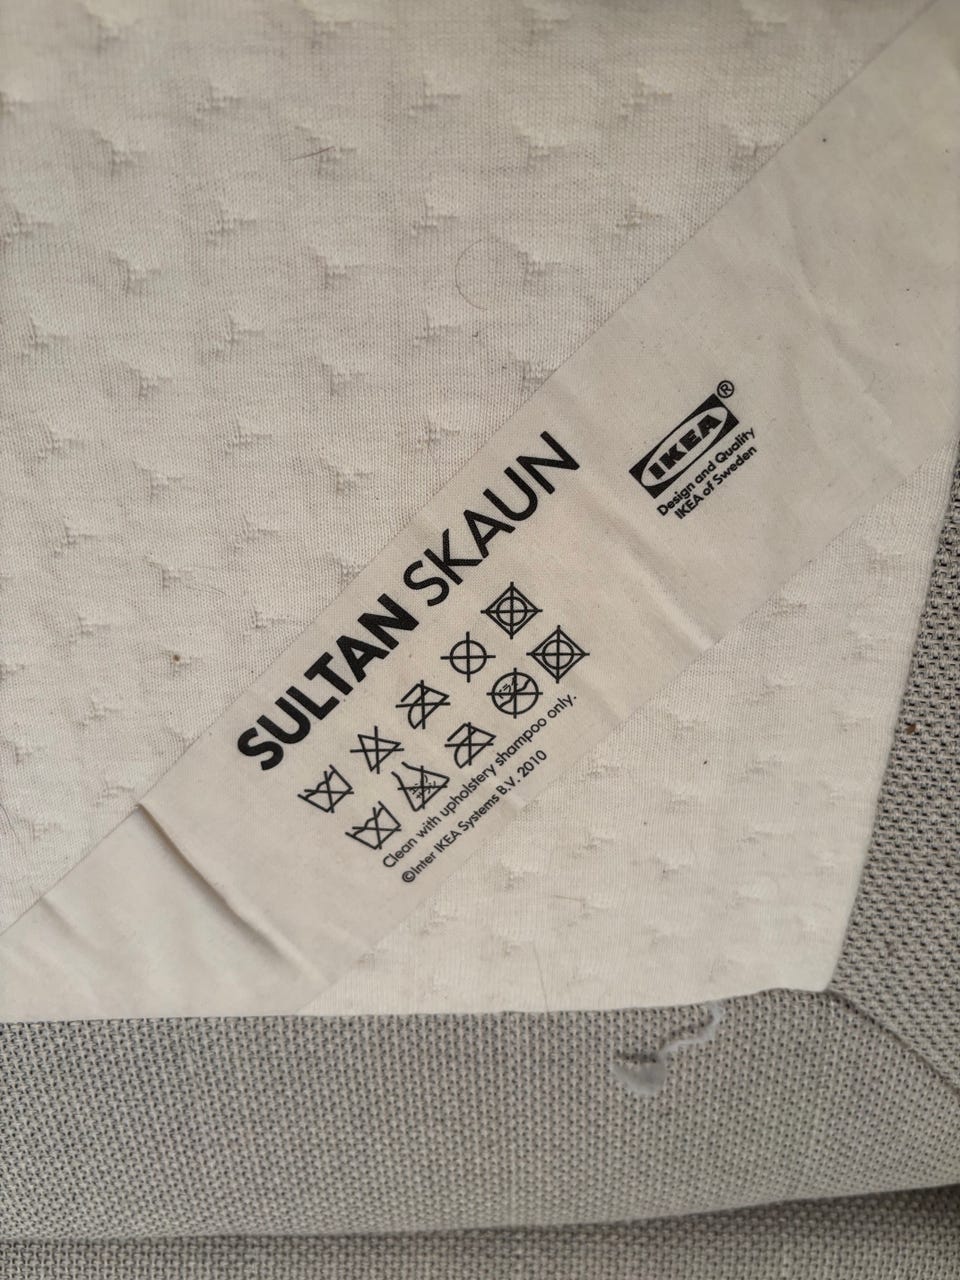 SULTAN SKAUN
Clean with upholstery shampoo only.
©Inter IKEA Systems B.V. 2010
IKEA®
Design and Quality
IKEA of Sweden